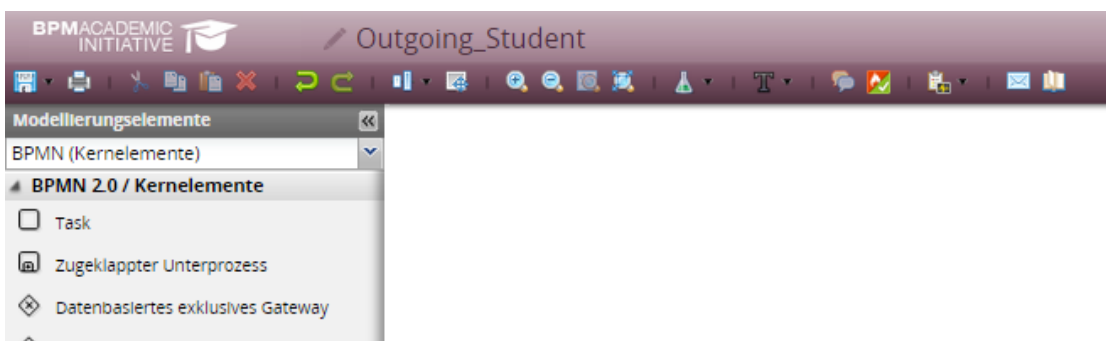 BPMACADEMIC
INITIATIVE
Outgoing_Student
Modellierungselemente
BPMN (Kernelemente)
BPMN 2.0 / Kernelemente
Task
Zugeklappter Unterprozess
Datenbasiertes exklusives Gateway